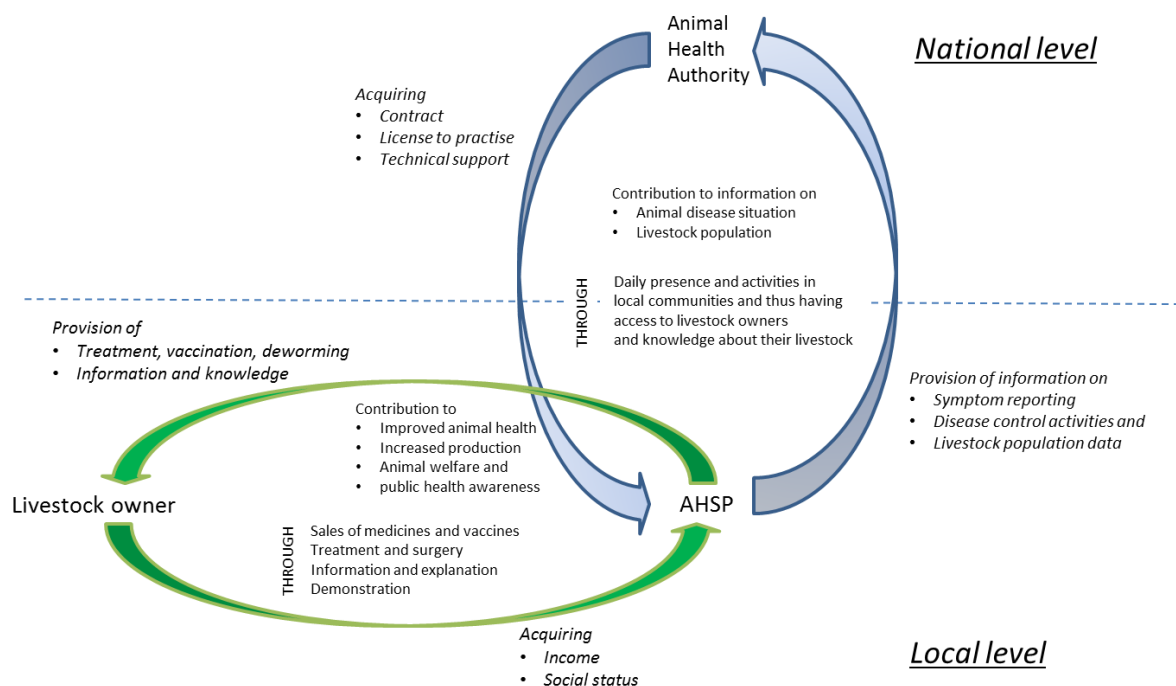 Animal
Health
Authority
National level
Acquiring
• Contract
• License to practise
• Technical support
Contribution to information on
• Animal disease situation
• Livestock population
THROUGH
Daily presence and activities in
local communities and thus having
access to livestock owners
and knowledge about their livestock
Provision of
• Treatment, vaccination, deworming
• Information and knowledge
Provision of information on
• Symptom reporting
• Disease control activities and
• Livestock population data
Contribution to
• Improved animal health
• Increased production
• Animal welfare and
• public health awareness
Livestock owner
AHSP
THROUGH
Sales of medicines and vaccines
Treatment and surgery
Information and explanation
Demonstration
Acquiring
• Income
• Social status
Local level